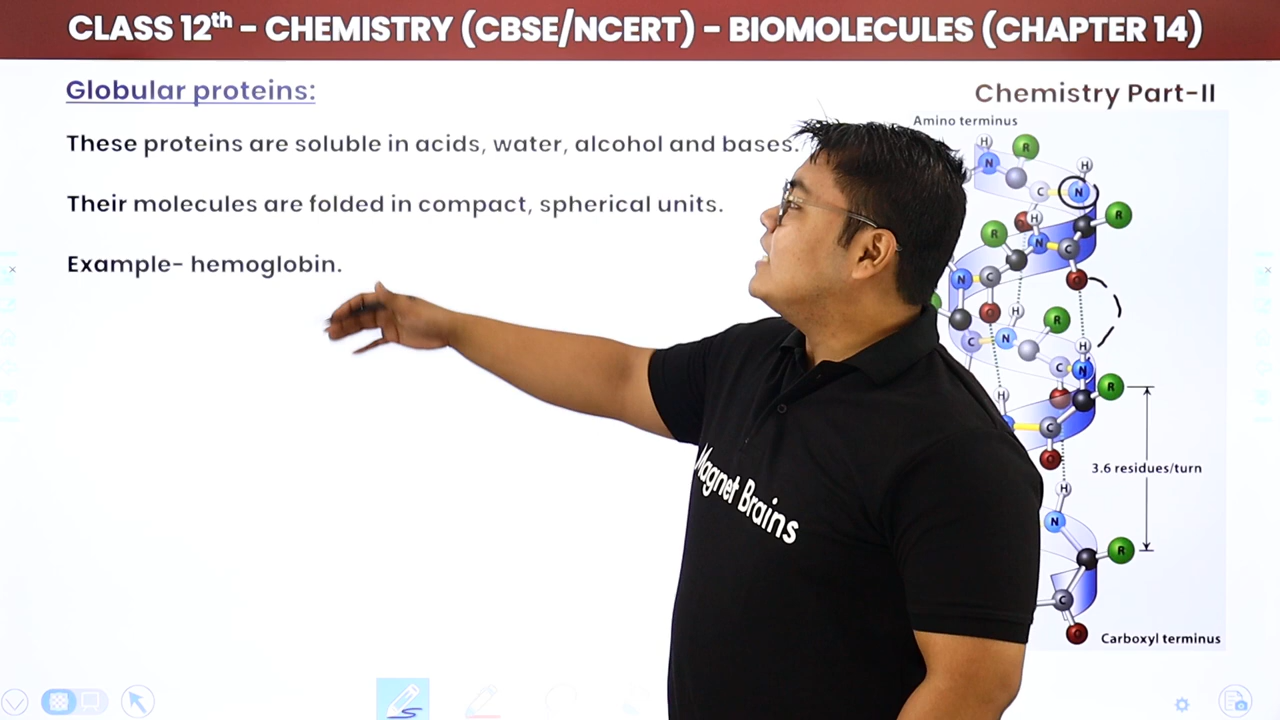 CLASS 12th - CHEMISTRY (CBSE/NCERT) - BIOMOLECULES (CHAPTER 14)
Globular proteins:
Chemistry Part-II
These proteins are soluble in acids, water, alcohol and bases.
Their molecules are folded in compact, spherical units.
Example- hemoglobin.
Amino terminus
H
R
H
N
C
N
R
O
H
R
N
C
N
C
O
O
H
R
C
N
H
C
N
R
O
H
C
O
3.6 residues/turn
H
N
R
C
O
Carboxyl terminus
Magnet Brains